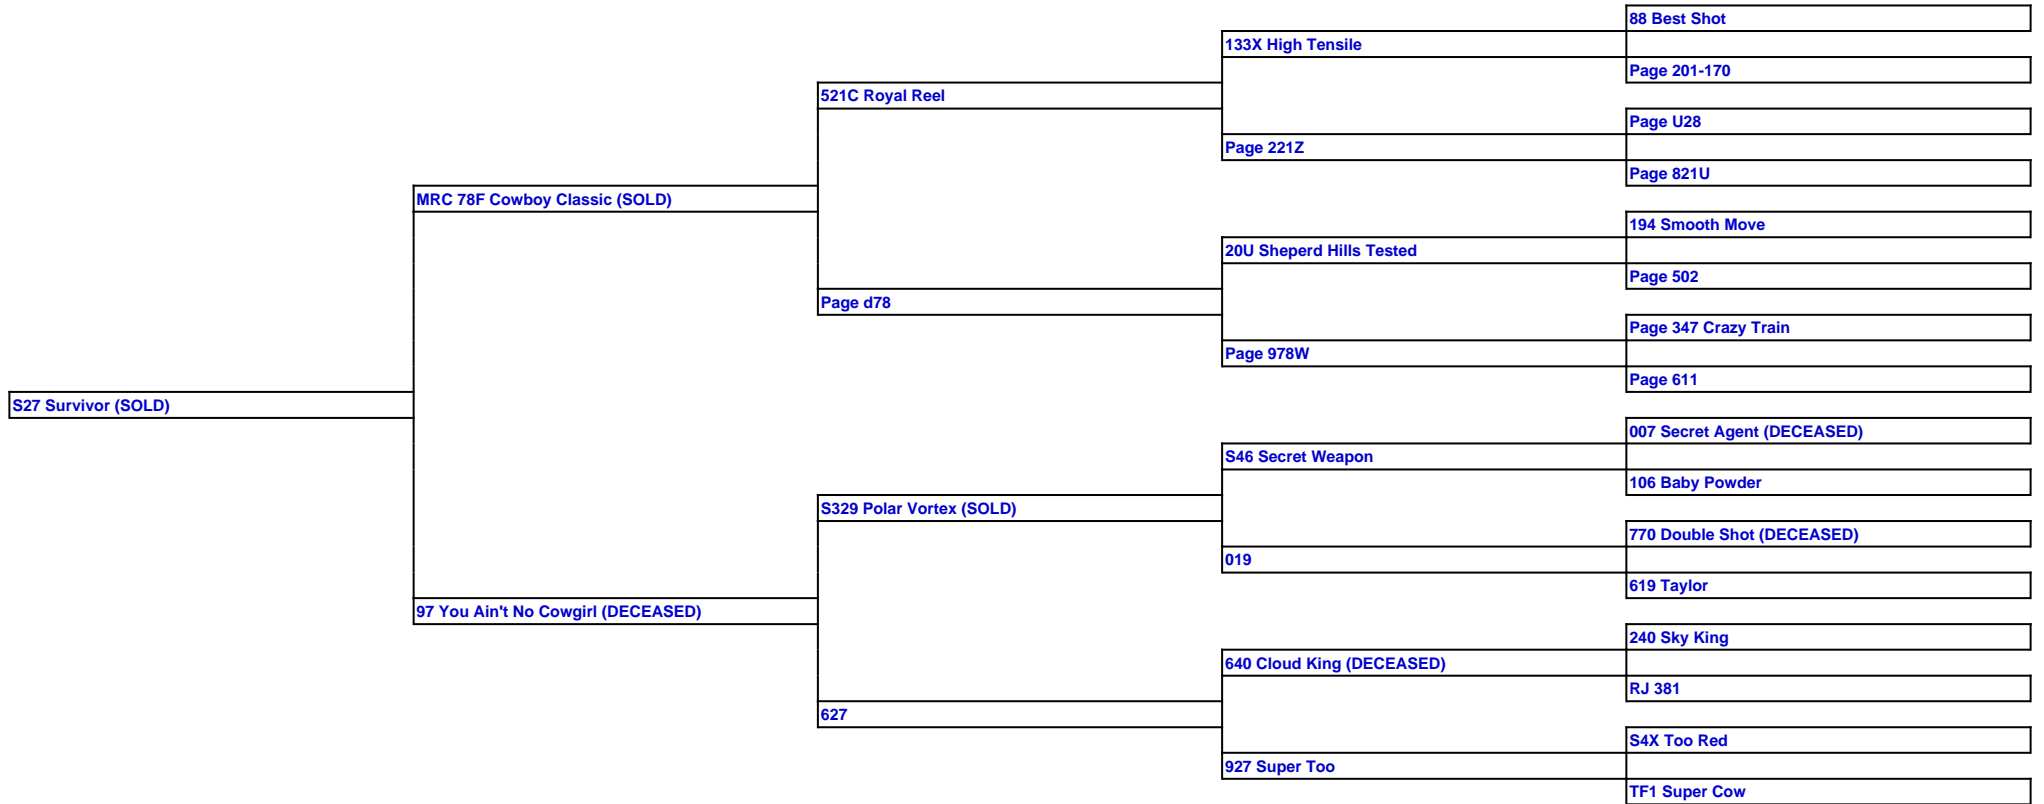 88 Best Shot
133X High Tensile
Page 201-170
521C Royal Reel
Page U28
Page 221Z
Page 821U
MRC 78F Cowboy Classic (SOLD)
194 Smooth Move
20U Sheperd Hills Tested
Page 502
Page d78
Page 347 Crazy Train
Page 978W
Page 611
S27 Survivor (SOLD)
007 Secret Agent (DECEASED)
S46 Secret Weapon
106 Baby Powder
S329 Polar Vortex (SOLD)
770 Double Shot (DECEASED)
019
619 Taylor
97 You Ain't No Cowgirl (DECEASED)
240 Sky King
640 Cloud King (DECEASED)
RJ 381
627
S4X Too Red
927 Super Too
TF1 Super Cow